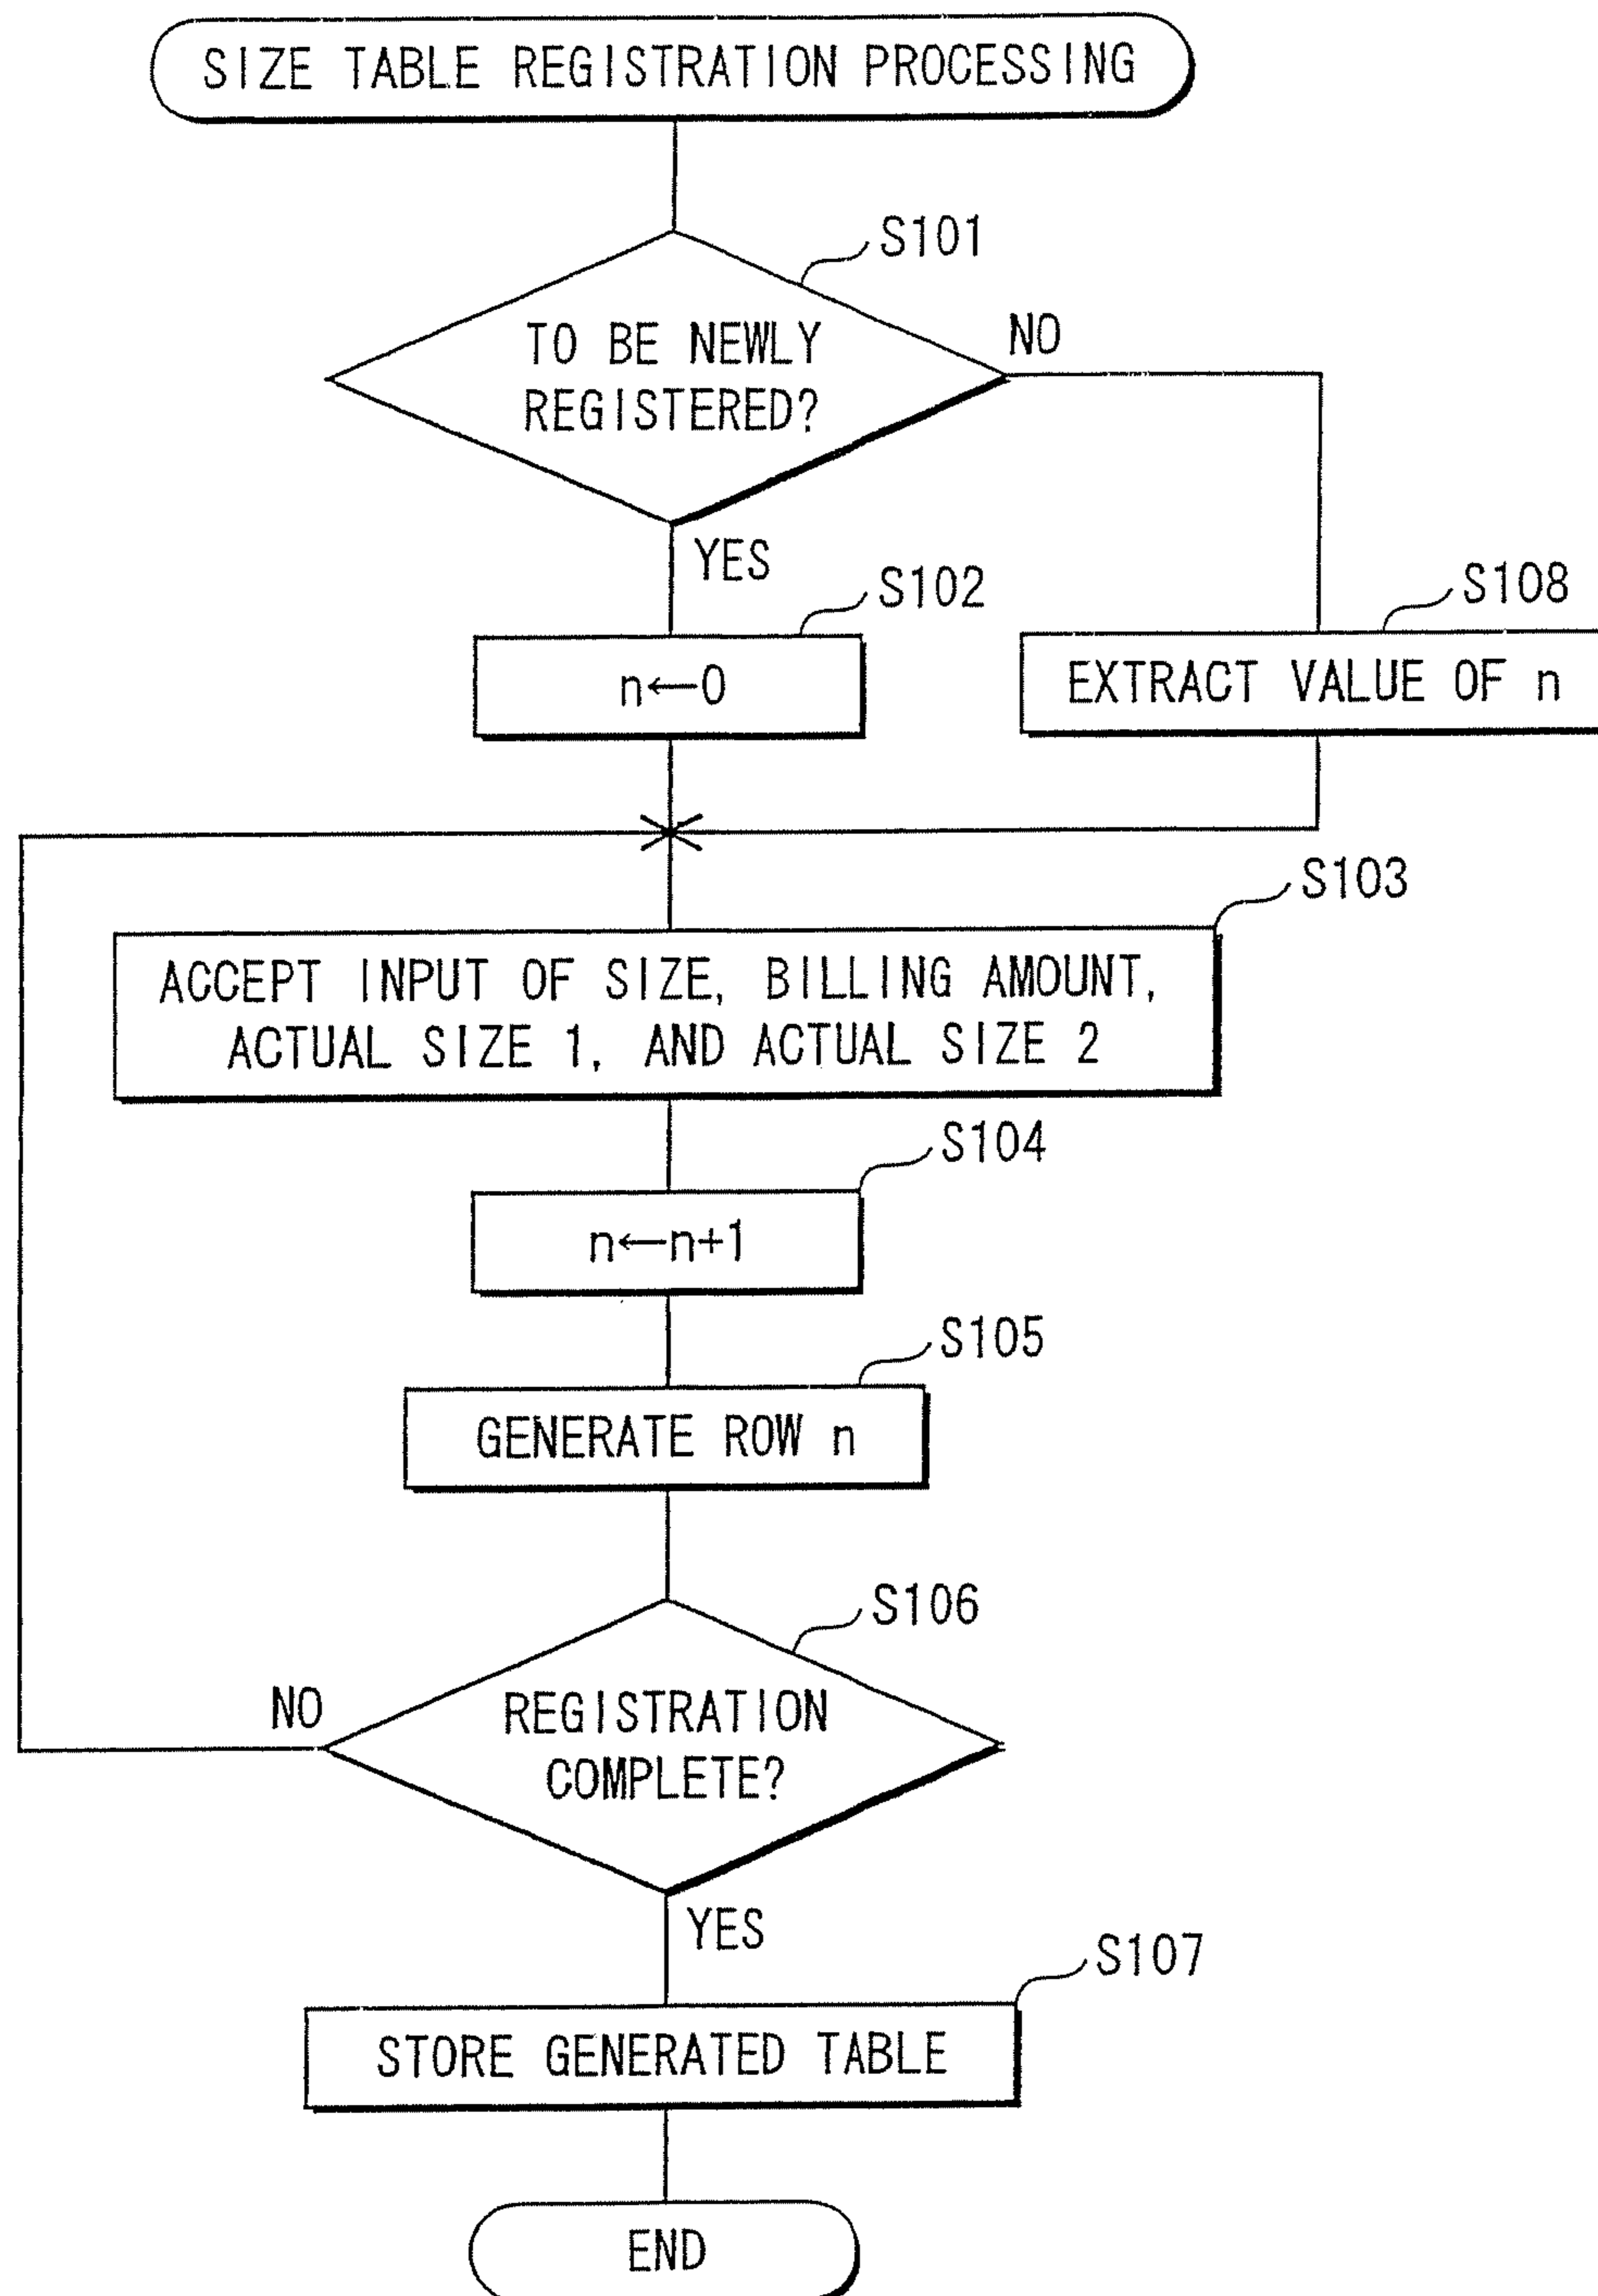 SIZE TABLE REGISTRATION PROCESSING
S101
TO BE NEWLY
REGISTERED?
NO
YES
S102
n←0
S108
EXTRACT VALUE OF n
S103
ACCEPT INPUT OF SIZE, BILLING AMOUNT,
ACTUAL SIZE 1, AND ACTUAL SIZE 2
S104
n←n+1
S105
GENERATE ROW n
S106
REGISTRATION
COMPLETE?
NO
YES
S107
STORE GENERATED TABLE
END